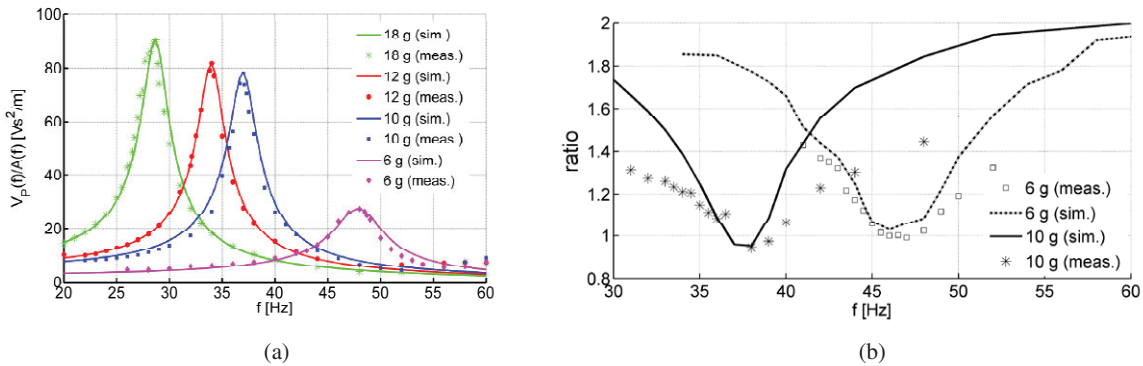 (a)
V_P(f)/A(f) [Vs²/m]
100
80
60
40
20
0
20
25
30
35
40
45
50
55
60
f [Hz]
18 g (sim.)
18 g (meas.)
12 g (sim.)
12 g (meas.)
10 g (sim.)
10 g (meas.)
6 g (sim.)
6 g (meas.)
(a)
(b)
ratio
2
1.8
1.6
1.4
1.2
1
0.8
30
35
40
45
50
55
60
f [Hz]
6 g (meas.)
6 g (sim.)
10 g (sim.)
10 g (meas.)
(b)